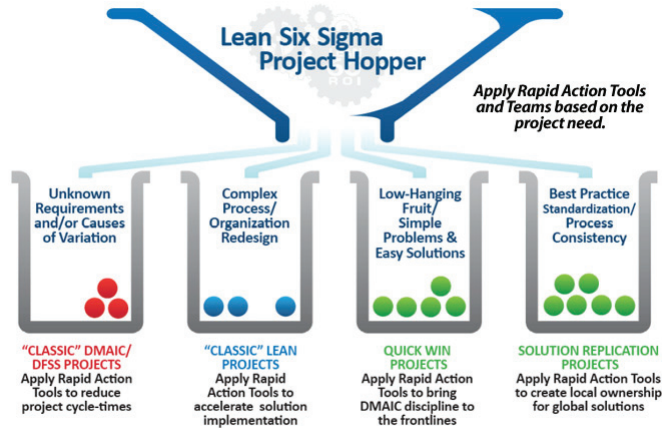 Lean Six Sigma
Project Hopper
ROI
Apply Rapid Action Tools
and Teams based on the
project need.
Unknown
Requirements
and/or Causes
of Variation
Complex
Process/
Organization
Redesign
Low-Hanging
Fruit/
Simple
Problems &
Easy Solutions
Best Practice
Standardization/
Process
Consistency
“CLASSIC” DMAIC/
DFSS PROJECTS
Apply Rapid Action
Tools to reduce
project cycle-times
“CLASSIC” LEAN
PROJECTS
Apply Rapid
Action Tools to
accelerate solution
implementation
QUICK WIN
PROJECTS
Apply Rapid Action
Tools to bring
DMAIC discipline to
the frontlines
SOLUTION REPLICATION
PROJECTS
Apply Rapid Action Tools
to create local ownership
for global solutions